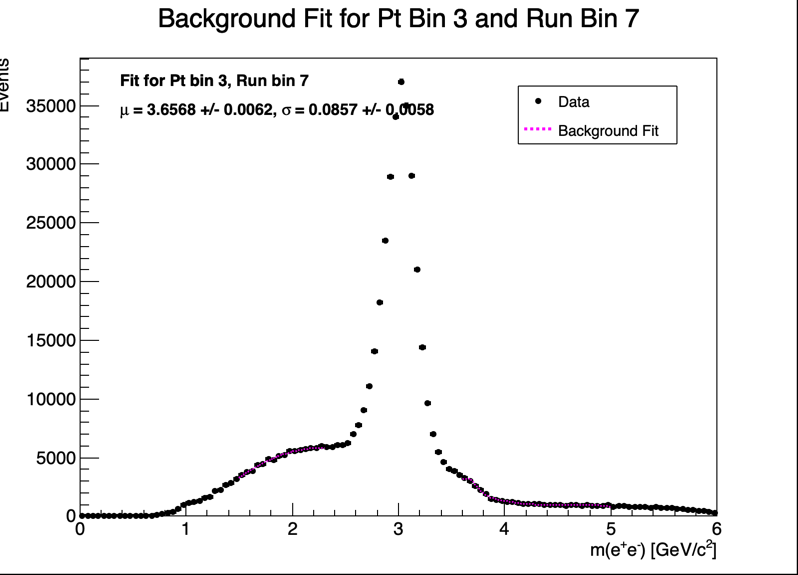 Background Fit for Pt Bin 3 and Run Bin 7
Events
Fit for Pt bin 3, Run bin 7
μ = 3.6568 +/- 0.0062, σ = 0.0857 +/- 0.0058
Data
Background Fit
35000
30000
25000
20000
15000
10000
5000
0
0 1 2 3 4 5 6
m(e⁺e⁻) [GeV/c²]